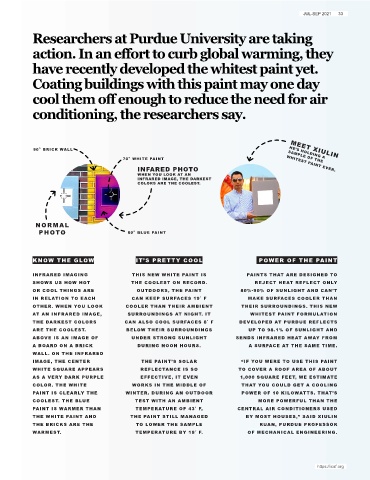 JUL-SEP 2021 33
Researchers at Purdue University are taking
action. In an effort to curb global warming, they
have recently developed the whitest paint yet.
Coating buildings with this paint may one day
cool them off enough to reduce the need for air
conditioning, the researchers say.
90˚ BRICK WALL
72˚ WHITE PAINT
INFARED PHOTO
WHEN YOU LOOK AT AN
INFRARED IMAGE, THE DARKEST
COLORS ARE THE COOLEST.
NORMAL
PHOTO
80˚ BLUE PAINT
MEET XIULIN
HE'S HOLDING A
SAMPLE OF THE
WHITEST PAINT EVER.
KNOW THE GLOW
INFRARED IMAGING
SHOWS US HOW HOT
OR COOL THINGS ARE
IN RELATION TO EACH
OTHER. WHEN YOU LOOK
AT AN INFRARED IMAGE,
THE DARKEST COLORS
ARE THE COOLEST.
ABOVE IS AN IMAGE OF
A BOARD ON A BRICK
WALL. ON THE INFRARED
IMAGE, THE CENTER
WHITE SQUARE APPEARS
AS A VERY DARK PURPLE
COLOR. THE WHITE
PAINT IS CLEARLY THE
COOLEST. THE BLUE
PAINT IS WARMER THAN
THE WHITE PAINT AND
THE BRICKS ARE THE
WARMEST.
IT'S PRETTY COOL
THIS NEW WHITE PAINT IS
THE COOLEST ON RECORD.
OUTDOORS, THE PAINT
CAN KEEP SURFACES 19˚ F
COOLER THAN THEIR AMBIENT
SURROUNDINGS AT NIGHT. IT
CAN ALSO COOL SURFACES 8˚ F
BELOW THEIR SURROUNDINGS
UNDER STRONG SUNLIGHT
DURING NOON HOURS.
THE PAINT'S SOLAR
REFLECTANCE IS SO
EFFECTIVE, IT EVEN
WORKS IN THE MIDDLE OF
WINTER. DURING AN OUTDOOR
TEST WITH AN AMBIENT
TEMPERATURE OF 43˚ F,
THE PAINT STILL MANAGED
TO LOWER THE SAMPLE
TEMPERATURE BY 18˚ F.
POWER OF THE PAINT
PAINTS THAT ARE DESIGNED TO
REJECT HEAT REFLECT ONLY
80%-90% OF SUNLIGHT AND CAN'T
MAKE SURFACES COOLER THAN
THEIR SURROUNDINGS. THIS NEW
WHITEST PAINT FORMULATION
DEVELOPED AT PURDUE REFLECTS
UP TO 98.1% OF SUNLIGHT AND
SENDS INFRARED HEAT AWAY FROM
A SURFACE AT THE SAME TIME.
"IF YOU WERE TO USE THIS PAINT
TO COVER A ROOF AREA OF ABOUT
1,000 SQUARE FEET, WE ESTIMATE
THAT YOU COULD GET A COOLING
POWER OF 10 KILOWATTS. THAT'S
MORE POWERFUL THAN THE
CENTRAL AIR CONDITIONERS USED
BY MOST HOUSES," SAID XIULIN
RUAN, PURDUE PROFESSOR
OF MECHANICAL ENGINEERING.